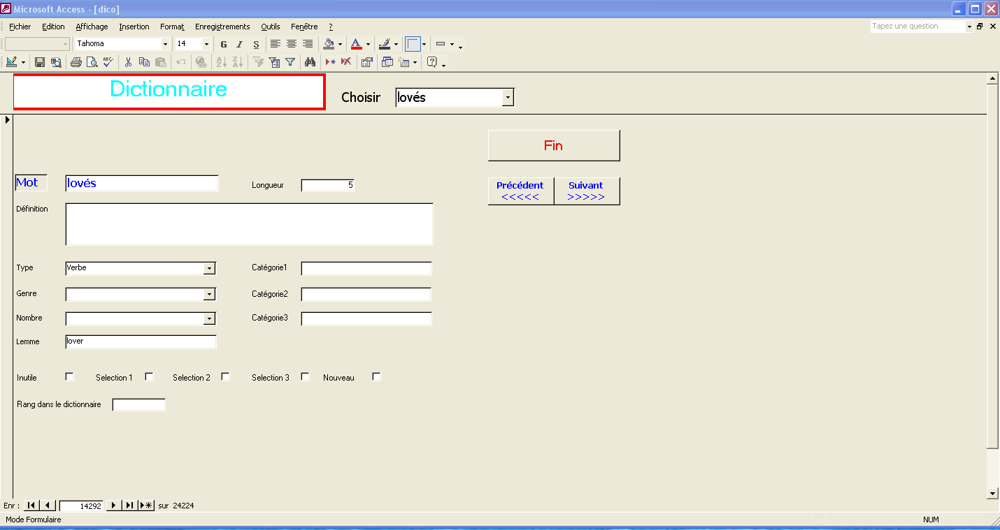 Microsoft Access - [dico]
Fichier Edition Affichage Insertion Format Enregistrements Outils Fenêtre ? Tapez une question
Tahoma 14 G I S
Dictionnaire
Choisir lovés
Fin
Mot lovés Longueur 5
Précédent Suivant
<<<<< >>>>>
Définition
Type Verbe Catégorie1
Genre Catégorie2
Nombre Catégorie3
Lemme lover
Inutile Selection 1 Selection 2 Selection 3 Nouveau
Rang dans le dictionnaire
Enr : 14292 sur 24224
Mode Formulaire NUM